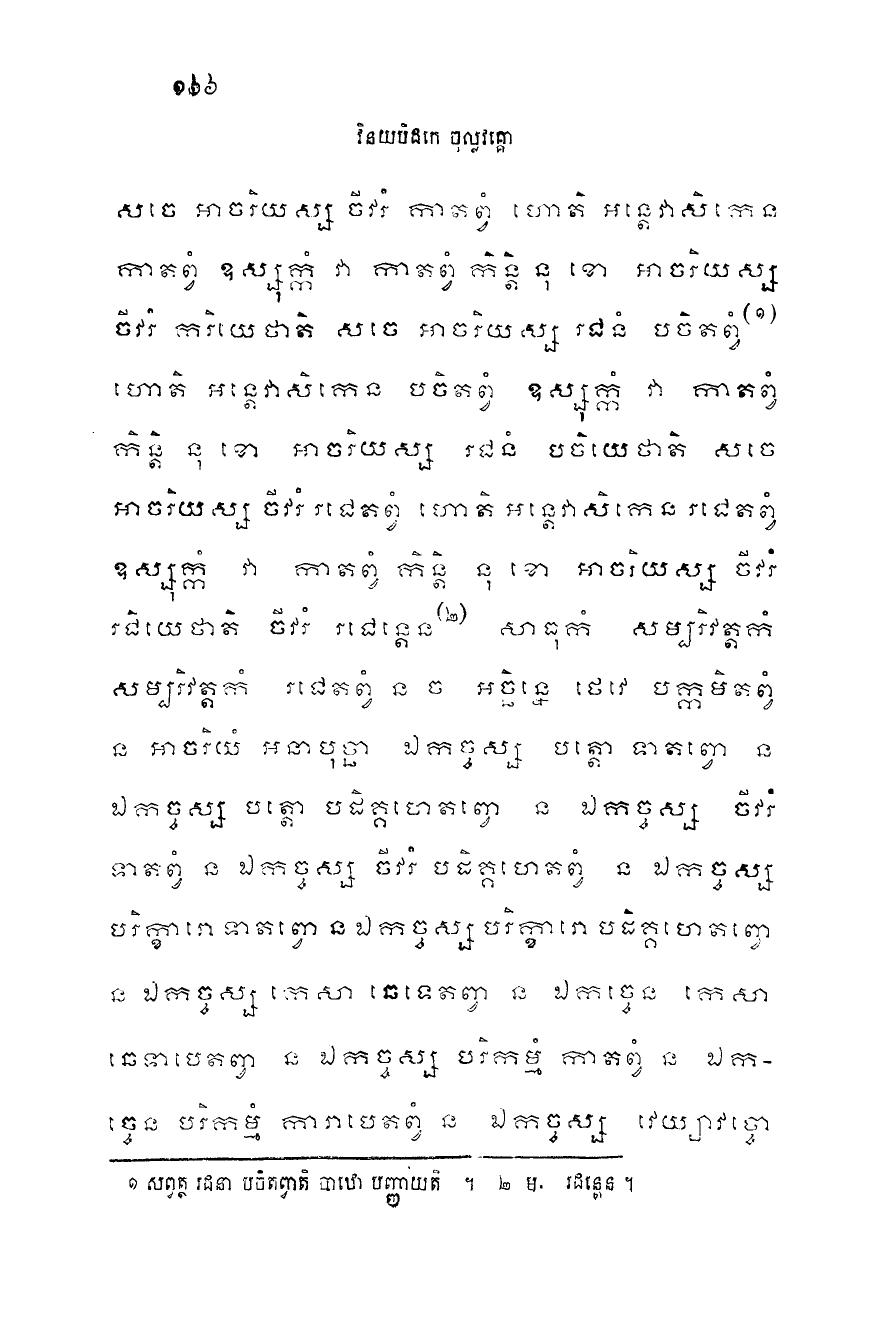 ១៦៦
វិនយបិដកេ ចុល្លវគ្គោ
សចេ អាចរិយស្ស ចីវរំ កាតព្វំ ហោតិ អន្តេវាសិកេន
កាតព្វំ ឧស្សុក្កំ វា កាតព្វំ កិន្តិ នុ ខោ អាចរិយស្ស
ចីវរំ ករិយេថាតិ សចេ អាចរិយស្ស រជនំ បចិតព្វំ(១)
ហោតិ អន្តេវាសិកេន បចិតព្វំ ឧស្សុក្កំ វា កាតព្វំ
កិន្តិ នុ ខោ អាចរិយស្ស រជនំ បចិយេថាតិ សចេ
អាចរិយស្ស ចីវរំ រជេតព្វំ ហោតិ អន្តេវាសិកេន រជេតព្វំ
ឧស្សុក្កំ វា កាតព្វំ កិន្តិ នុ ខោ អាចរិយស្ស ចីវរំ
រជិយេថាតិ ចីវរំ រជេន្តេន(២) សាធុកំ សម្បរិវត្តកំ
សម្បរិវត្តកំ រជេតព្វំ ន ច អច្ឆិន្នេ ថេវេ បក្កមិតព្វំ
ន អាចរិយំ អនាបុច្ឆា ឯកច្ចស្ស បត្តោ ទាតព្វោ ន
ឯកច្ចស្ស បត្តោ បដិគ្គហេតព្វោ ន ឯកច្ចស្ស ចីវរំ
ទាតព្វំ ន ឯកច្ចស្ស ចីវរំ បដិគ្គហេតព្វំ ន ឯកច្ចស្ស
បរិក្ខារោ ទាតព្វោ ន ឯកច្ចស្ស បរិក្ខារោ បដិគ្គហេតព្វោ
ន ឯកច្ចស្ស កេសា ឆេទេតព្វា ន ឯកច្ចេន កេសា
ឆេទាបេតព្វា ន ឯកច្ចស្ស បរិកម្មំ កាតព្វំ ន ឯក-
ច្ចេន បរិកម្មំ ការាបេតព្វំ ន ឯកច្ចស្ស វេយ្យាវច្ចោ
១ សព្វត្ថ រជនា បចិតព្វាតិ បាឋោ បញ្ញាយតិ ។ ២ ម. រជន្តេន ។